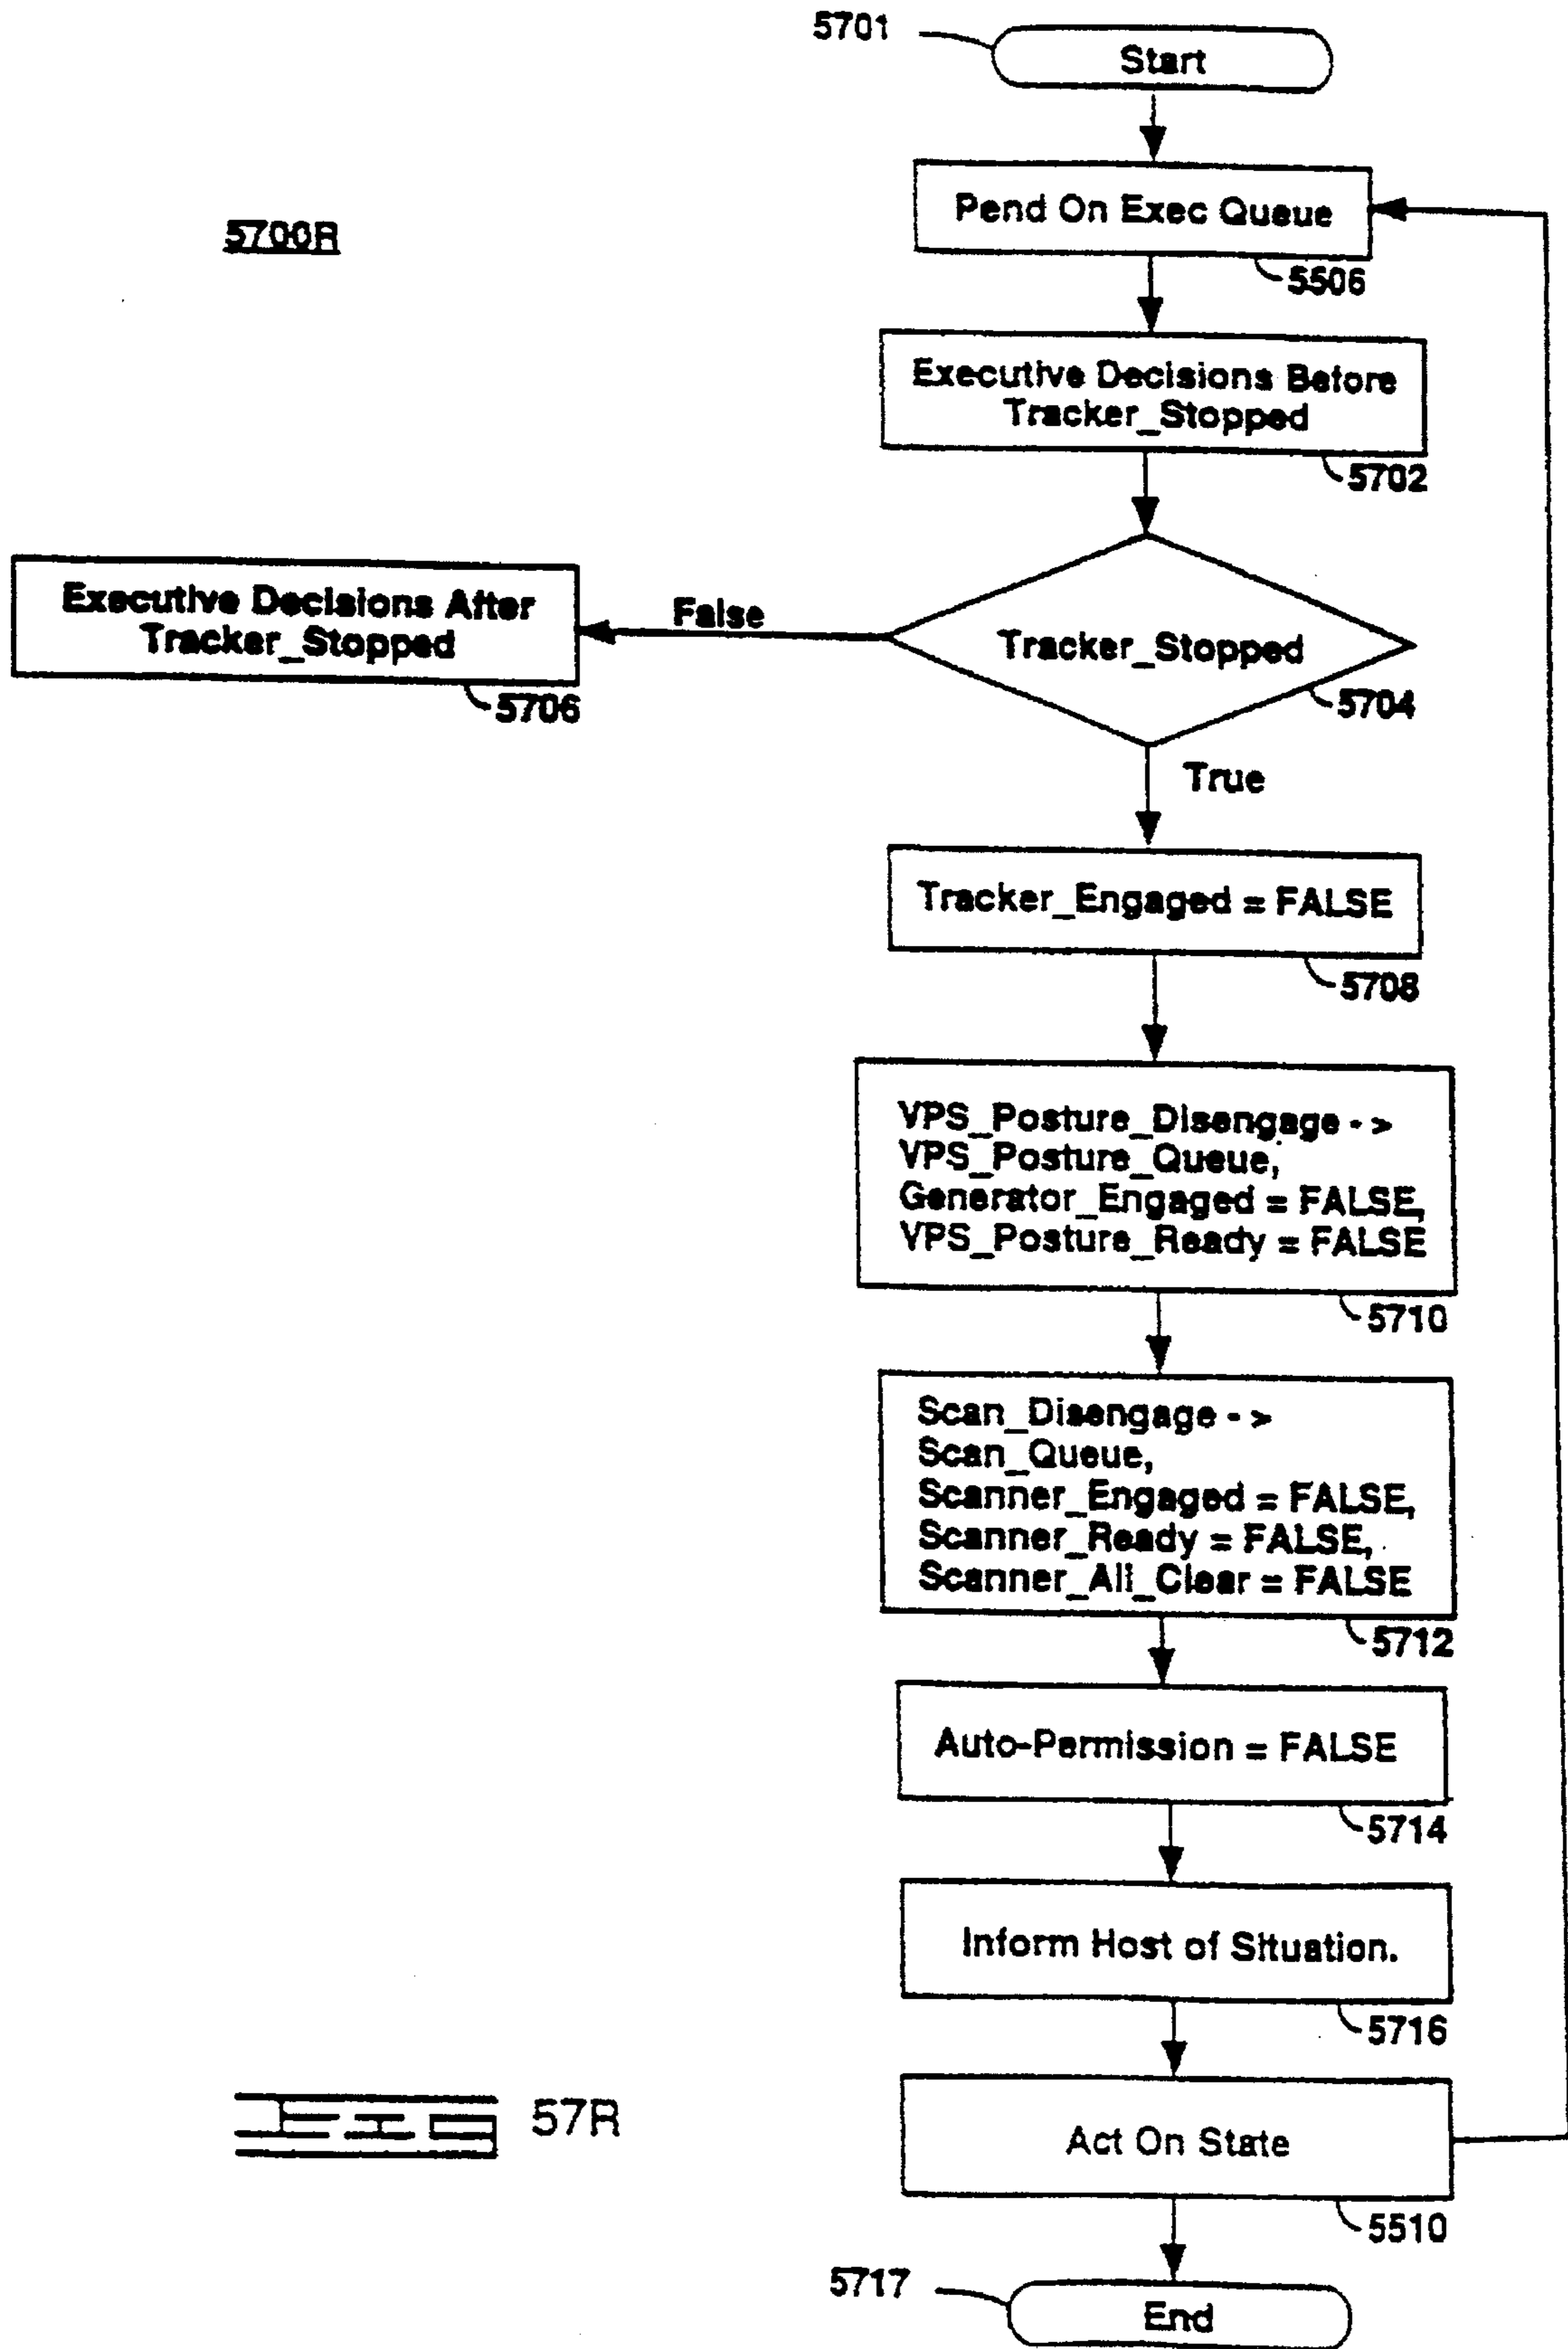 5701
Start
Pend On Exec Queue
5700R
5506
Executive Decisions Before
Tracker_Stopped
5702
Executive Decisions After
Tracker_Stopped
False
Tracker_Stopped
5706
5704
True
Tracker_Engaged = FALSE
5708
VPS_Posture_Disengage - >
VPS_Posture_Queue,
Generator_Engaged = FALSE,
VPS_Posture_Ready = FALSE
5710
Scan_Disengage - >
Scan_Queue,
Scanner_Engaged = FALSE,
Scanner_Ready = FALSE,
Scanner_All_Clear = FALSE
5712
Auto-Permission = FALSE
5714
Inform Host of Situation.
5716
FIG 57R
Act On State
5510
5717
End